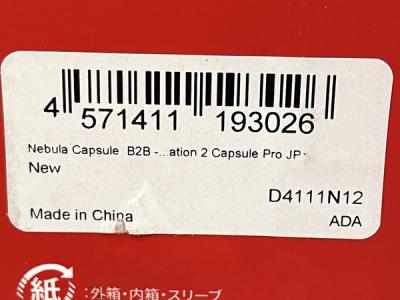 4 571411 193026
Nebula Capsule B2B -...ation 2 Capsule Pro JP
New
D4111N12
Made in China
ADA
紙
:外箱・内箱・スリーブ